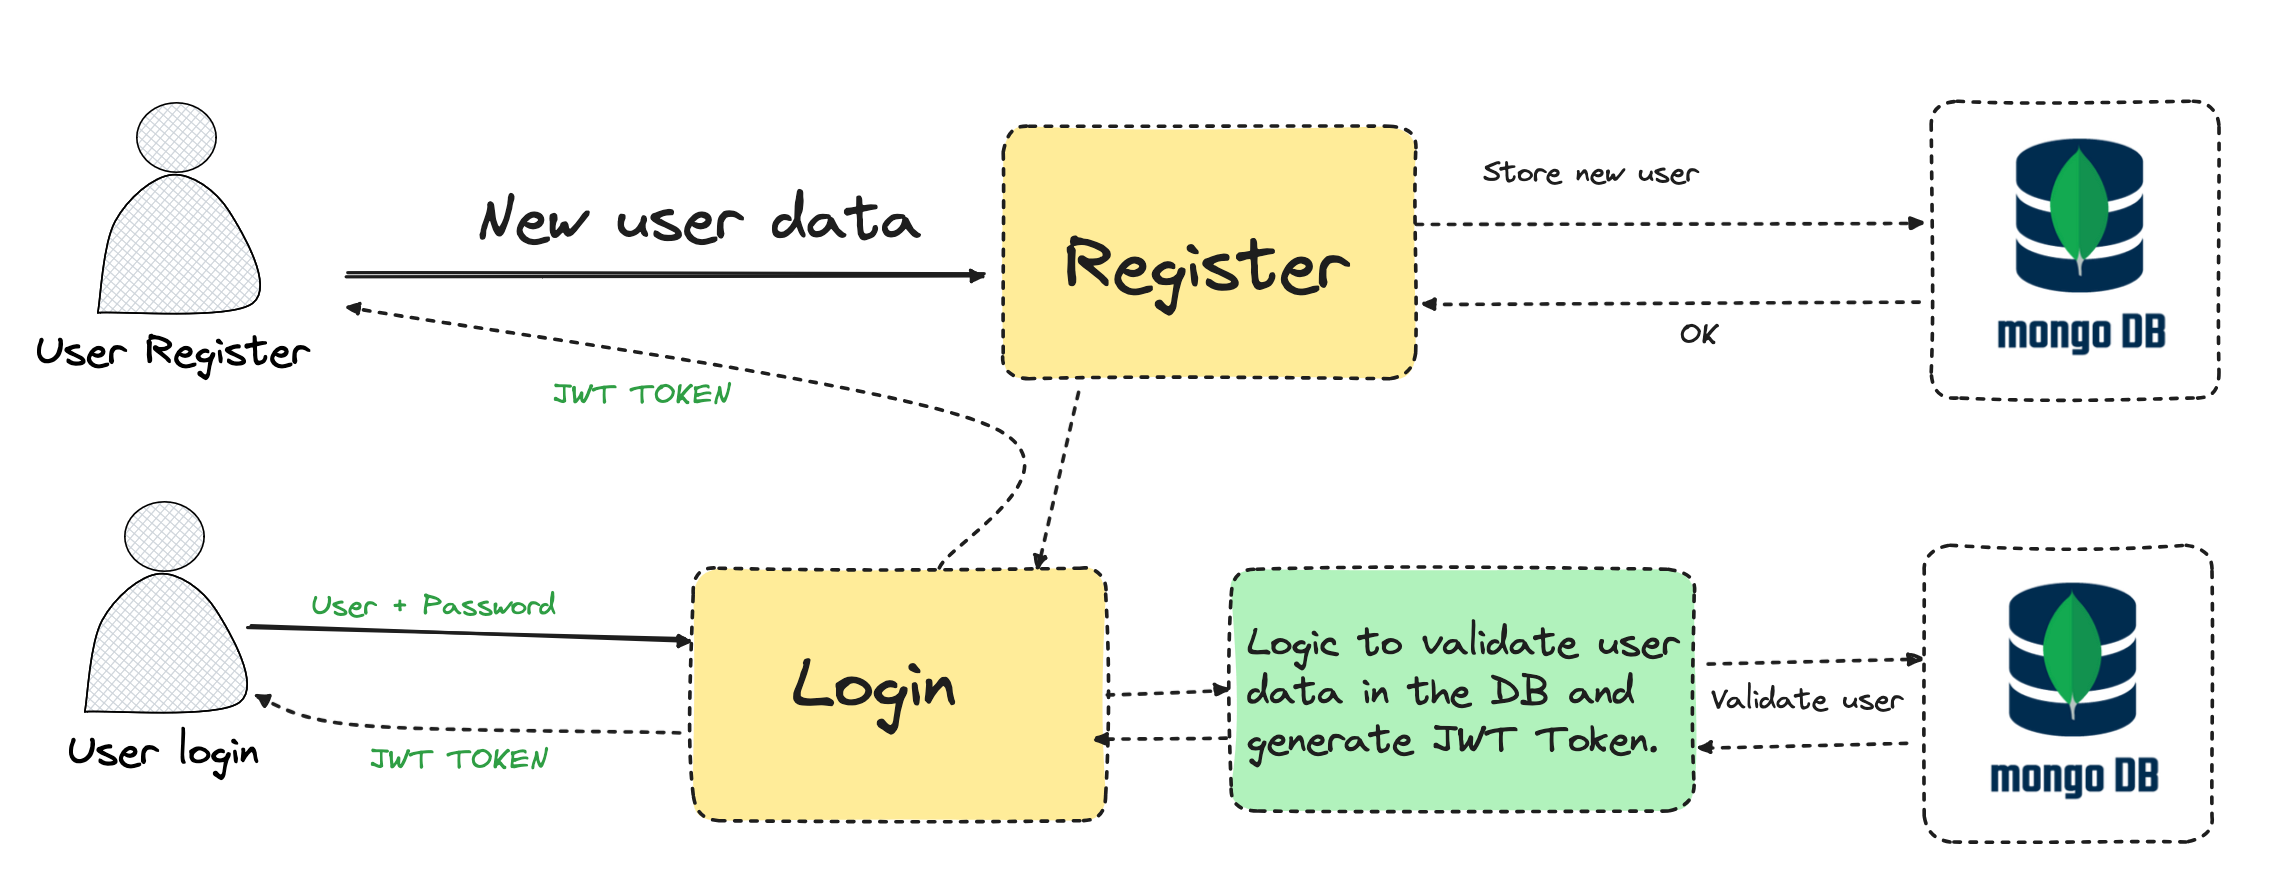 New user data
Register
Store new user
OK
mongo DB
User Register
JWT TOKEN
User + Password
Login
Logic to validate user
data in the DB and
generate JWT Token.
Validate user
mongo DB
User login
JWT TOKEN